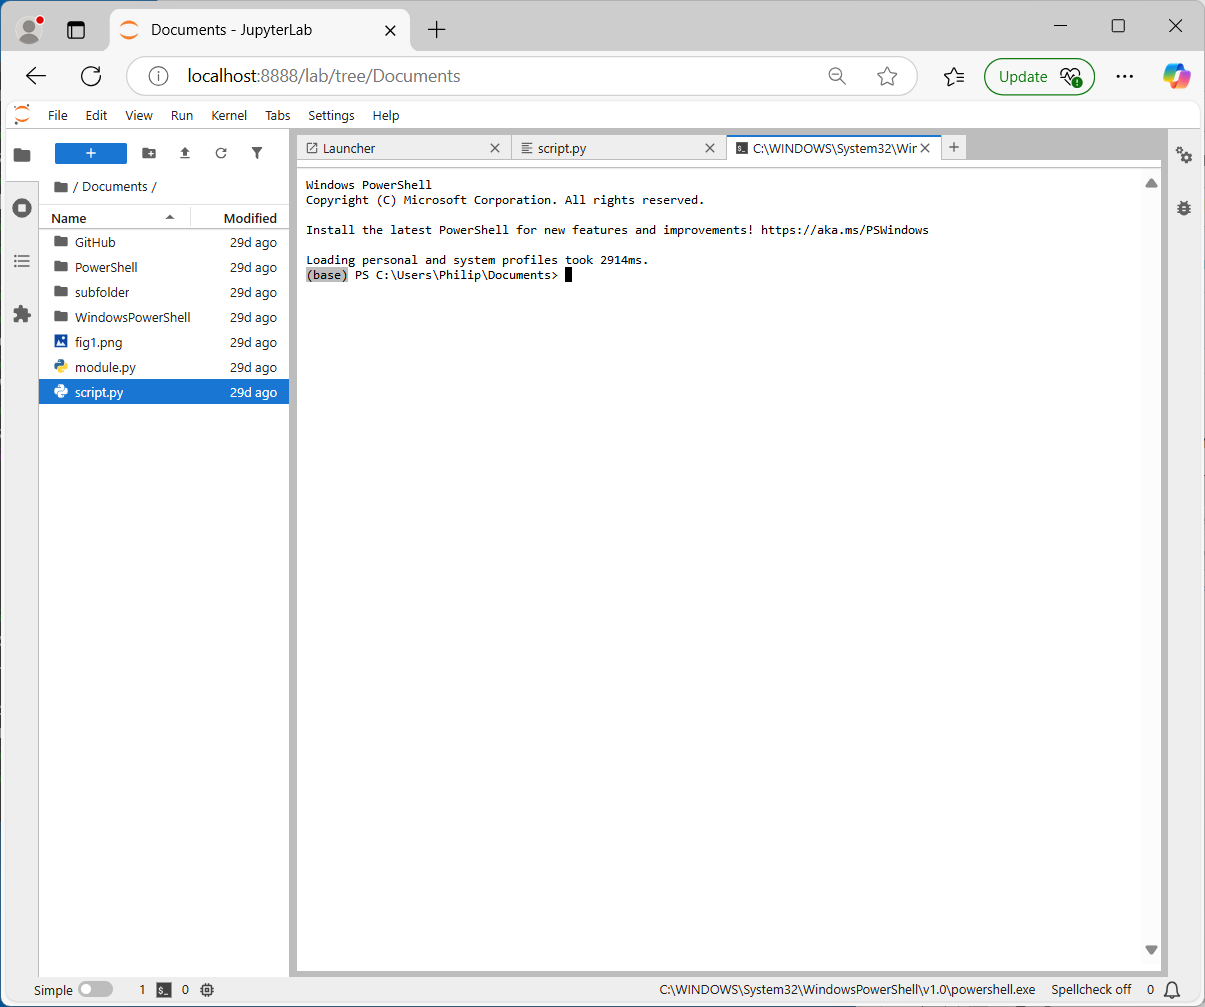 Documents - JupyterLab
localhost:8888/lab/tree/Documents
Update
File Edit View Run Kernel Tabs Settings Help
/ Documents /
Name Modified
GitHub 29d ago
PowerShell 29d ago
subfolder 29d ago
WindowsPowerShell 29d ago
fig1.png 29d ago
module.py 29d ago
script.py 29d ago
Launcher
script.py
C:\WINDOWS\System32\Wir
Windows PowerShell
Copyright (C) Microsoft Corporation. All rights reserved.
Install the latest PowerShell for new features and improvements! https://aka.ms/PSWindows
Loading personal and system profiles took 2914ms.
(base) PS C:\Users\Philip\Documents>
Simple 1 $_ 0 C:\WINDOWS\System32\WindowsPowerShell\v1.0\powershell.exe Spellcheck off 0